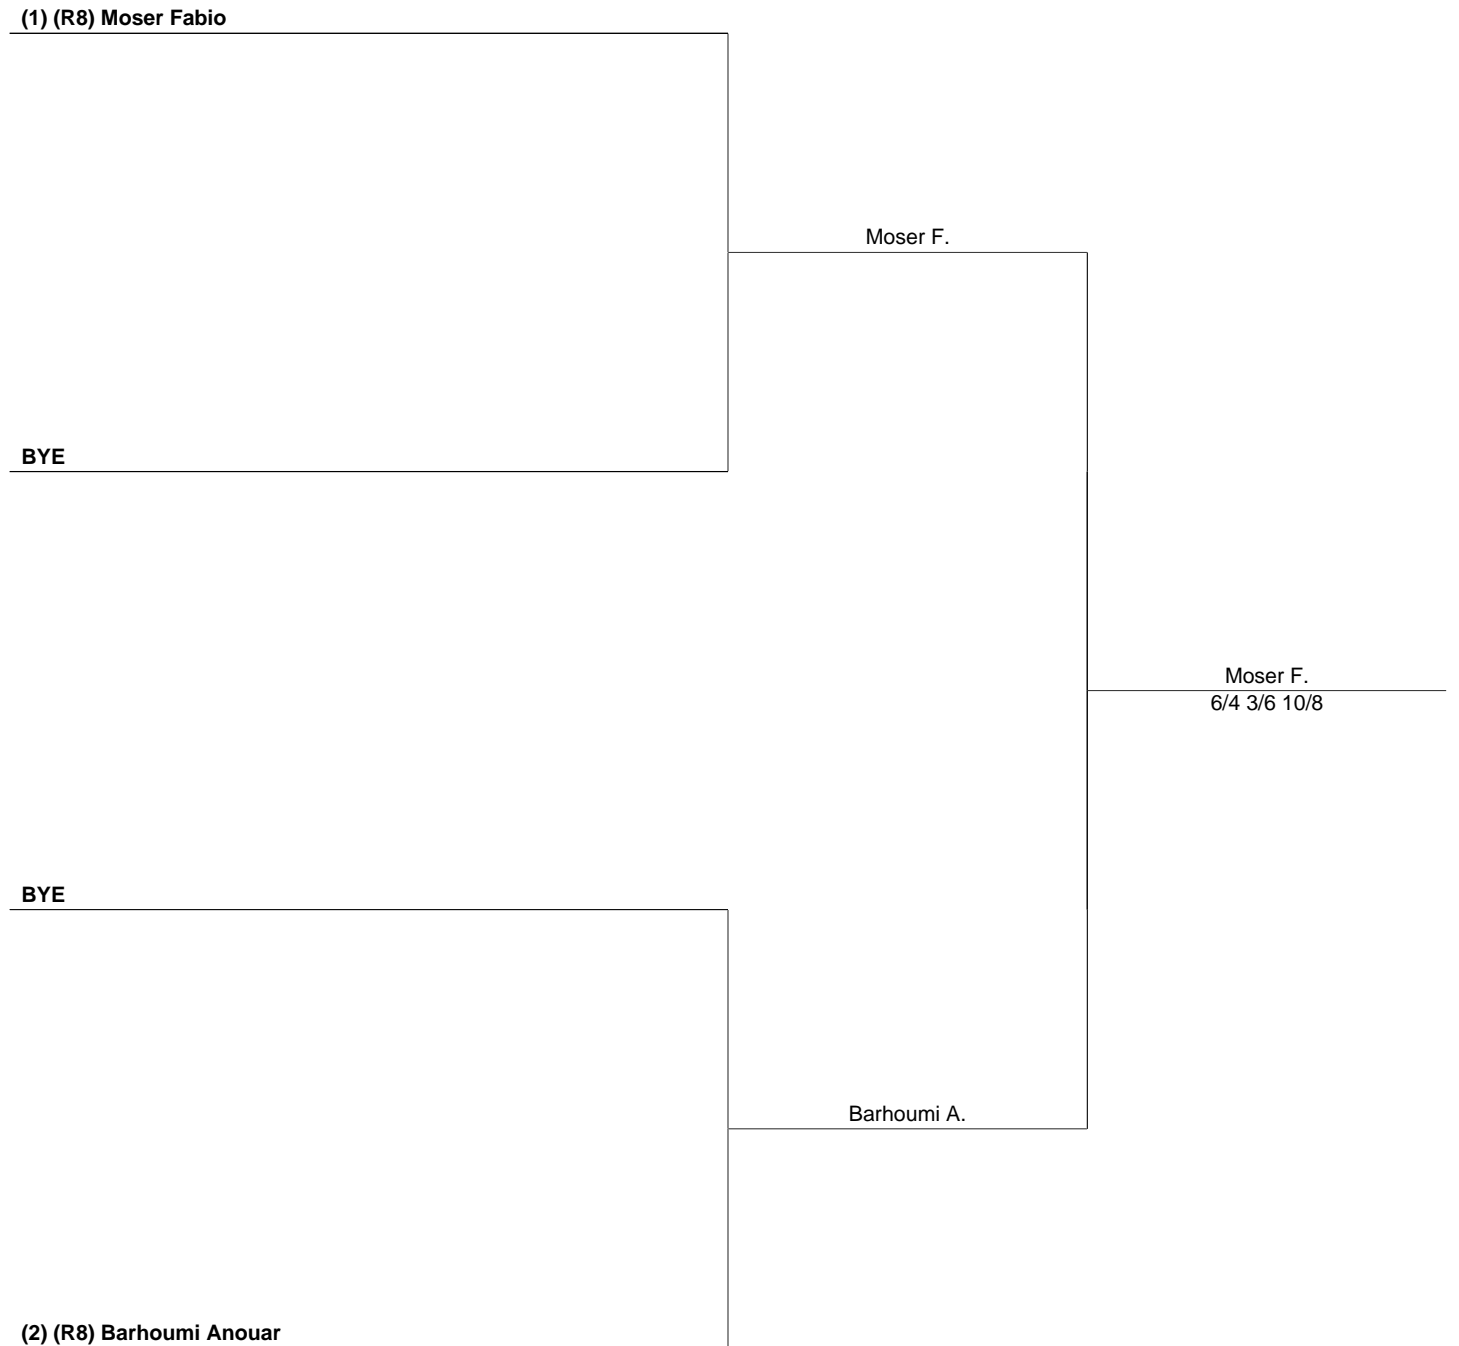 (1) (R8) Moser Fabio
Moser F.
BYE
Moser F.
6/4 3/6 10/8
BYE
Barhoumi A.
(2) (R8) Barhoumi Anouar